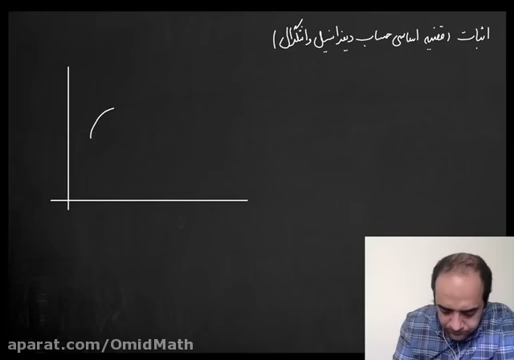 اثبات (قضیه اساسی حساب دیفرانسیل و انتگرال)
aparat.com/OmidMath